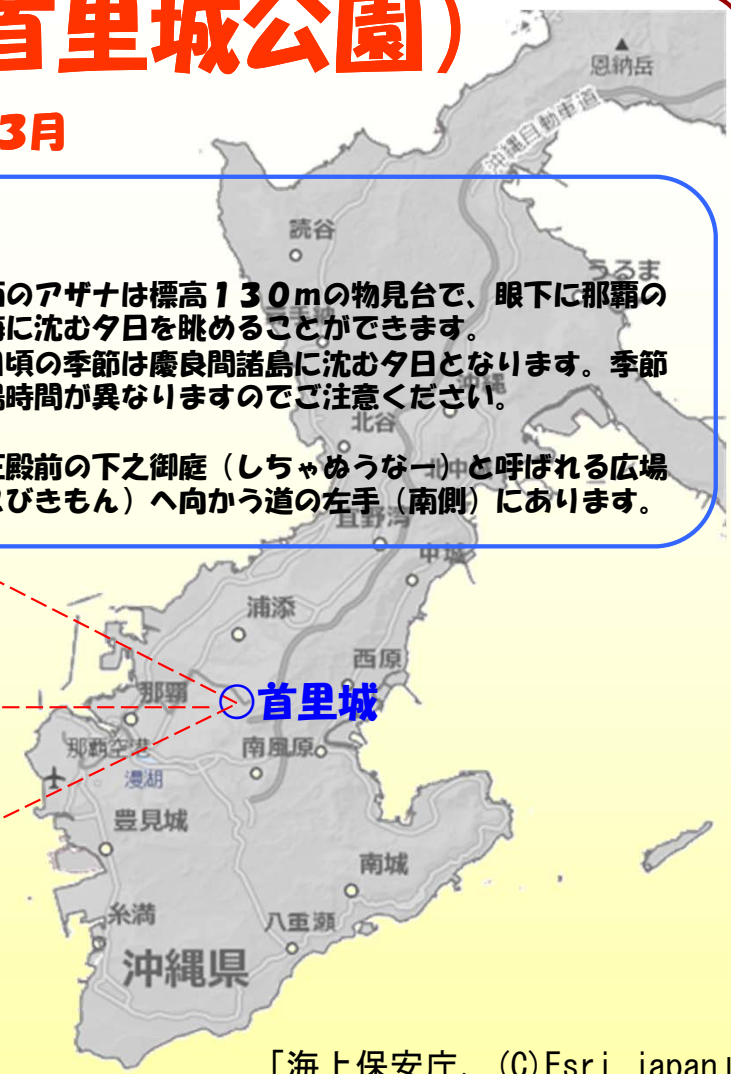 首里城公園）
3月
恩納岳
沖縄自動車道
読谷
うるま
西のアザナは標高１３０ｍの物見台で、眼下に那覇の
海に沈む夕日を眺めることができます。
日頃の季節は慶良間諸島に沈む夕日となります。季節
時間が異なりますのでご注意ください。
沖縄
北谷
北中
正殿前の下之御庭（しちゃぬうなー）と呼ばれる広場
びきもん）へ向かう道の左手（南側）にあります。
宜野湾
中城
浦添
西原
那覇
○首里城
那覇空港
南風原
漫湖
豊見城
南城
糸満
八重瀬
沖縄県
「海上保安庁，(C)Esri japan」